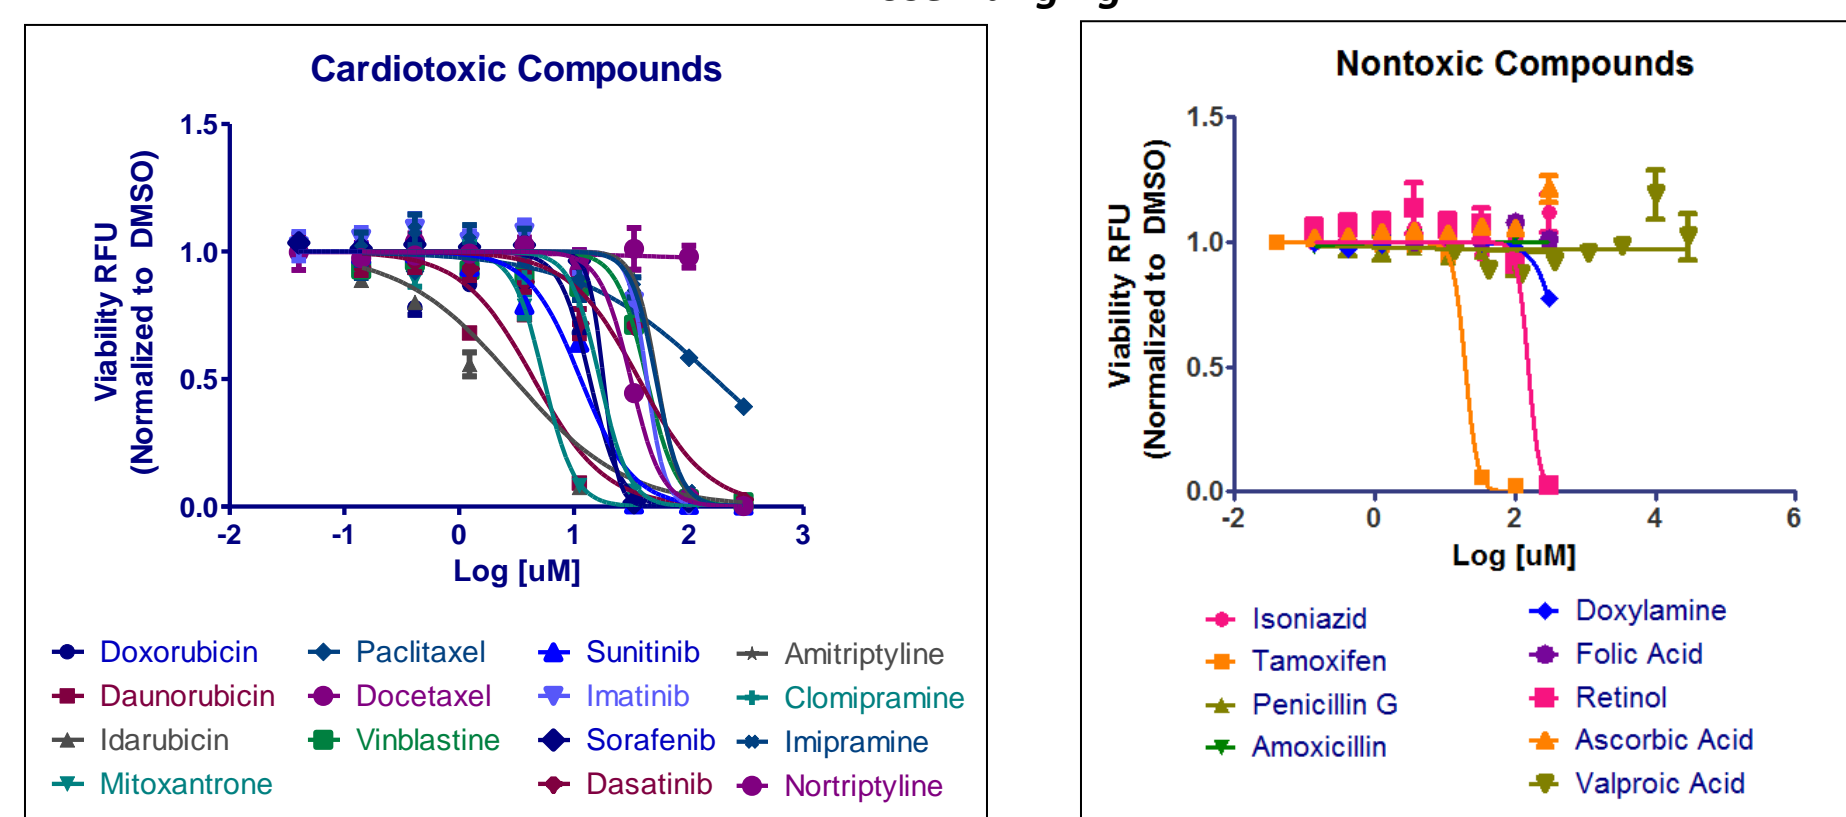 Cardiotoxic Compounds
Viability RFU
(Normalized to DMSO)
1.5
1.0
0.5
0.0
-2 -1 0 1 2 3
Log [uM]
Doxorubicin Paclitaxel Sunitinib Amitriptyline
Daunorubicin Docetaxel Imatinib Clomipramine
Idarubicin Vinblastine Sorafenib Imipramine
Mitoxantrone Dasatinib Nortriptyline
Nontoxic Compounds
Viability RFU
(Normalized to DMSO)
1.5
1.0
0.5
0.0
-2 0 2 4 6
Log [uM]
Isoniazid Doxylamine
Tamoxifen Folic Acid
Penicillin G Retinol
Amoxicillin Ascorbic Acid
Valproic Acid